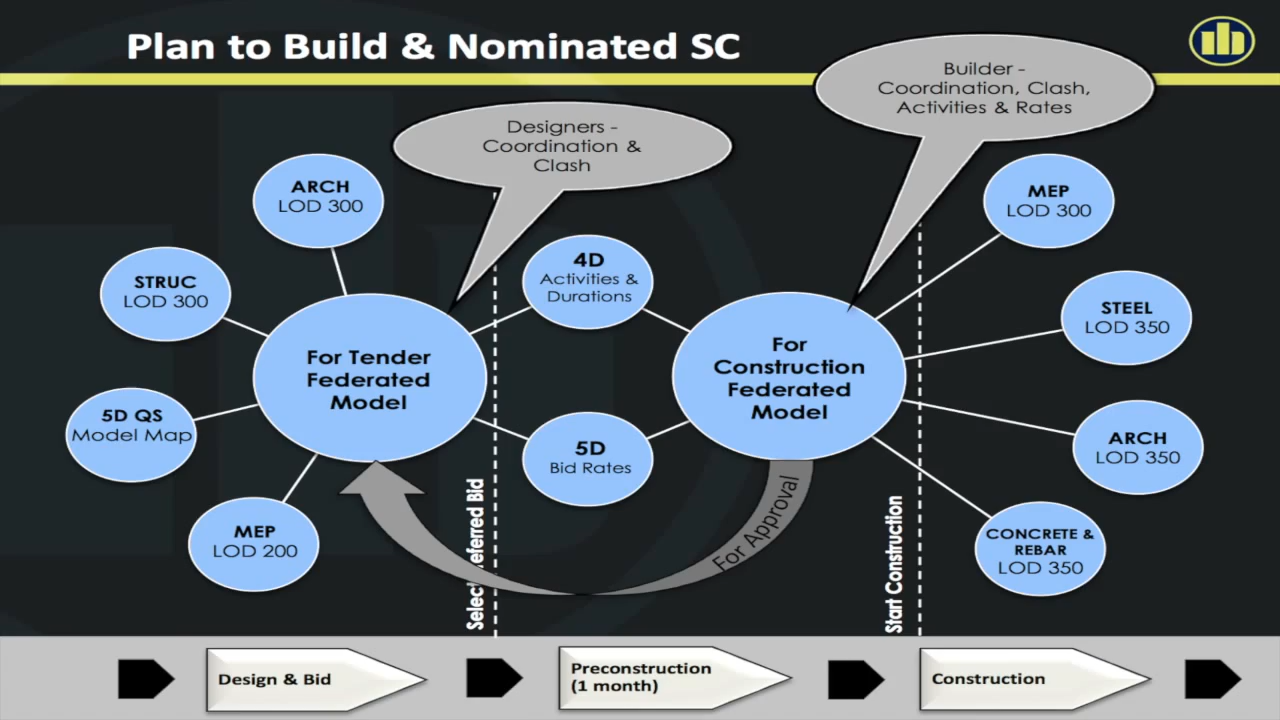 Plan to Build & Nominated SC
Builder -
Coordination, Clash,
Activities & Rates
Designers -
Coordination &
Clash
ARCH
LOD 300
STRUC
LOD 300
5D QS
Model Map
MEP
LOD 200
For Tender
Federated
Model
4D
Activities &
Durations
5D
Bid Rates
For
Construction
Federated
Model
MEP
LOD 300
STEEL
LOD 350
ARCH
LOD 350
CONCRETE &
REBAR
LOD 350
For Approval
Bid
Start Construction
Design & Bid
Preconstruction
(1 month)
Construction